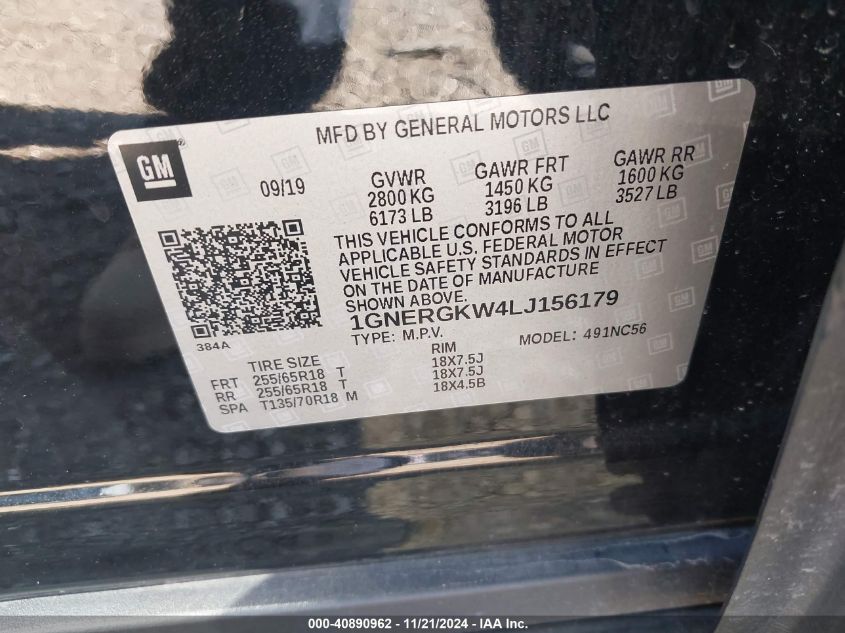 MFD BY GENERAL MOTORS LLC
GM
09/19
GVWR
2800 KG
6173 LB
GAWR FRT
1450 KG
3196 LB
GAWR RR
1600 KG
3527 LB
THIS VEHICLE CONFORMS TO ALL
APPLICABLE U.S. FEDERAL MOTOR
VEHICLE SAFETY STANDARDS IN EFFECT
ON THE DATE OF MANUFACTURE
SHOWN ABOVE.
1GNERGKW4LJ156179
TYPE: M.P.V.
MODEL: 491NC56
384A
TIRE SIZE
RIM
FRT 255/65R18 T 18X7.5J
RR 255/65R18 T 18X7.5J
SPA T135/70R18 M 18X4.5B
000-40890962 - 11/21/2024 - IAA Inc.